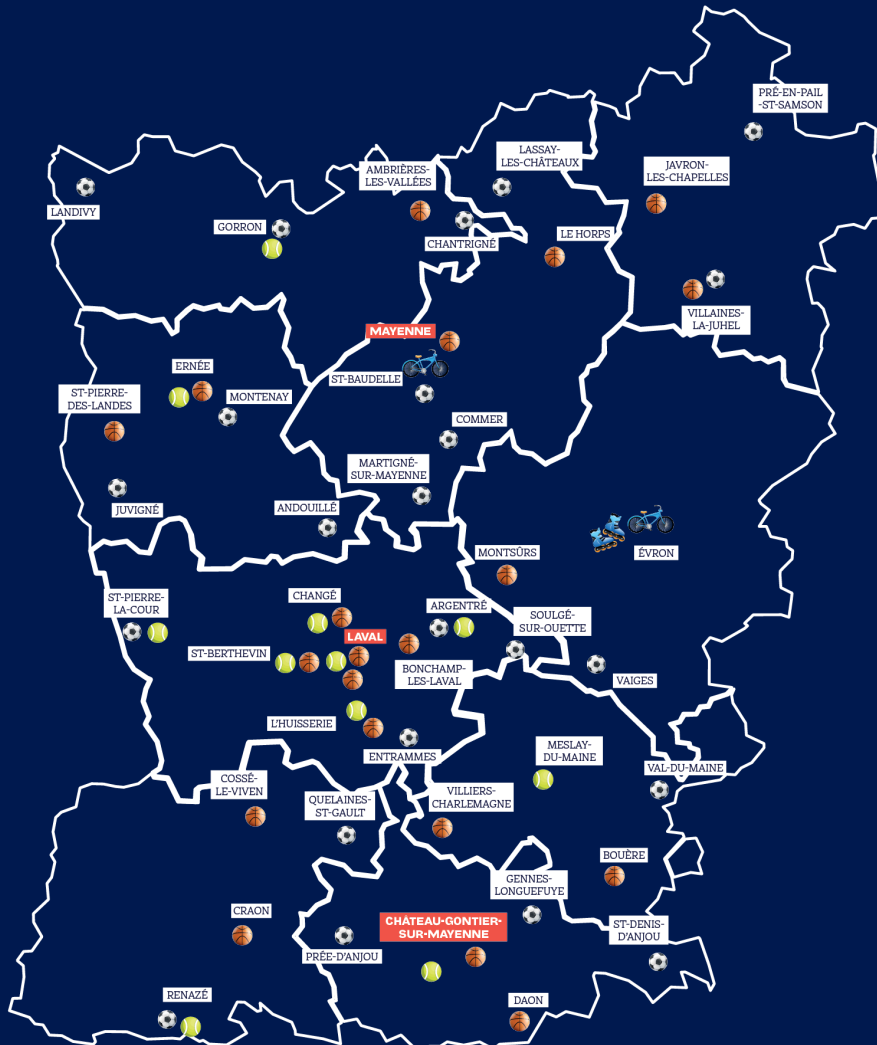 PRÉ-EN-PAIL
-ST-SAMSON
LASSAY-
LES-CHÂTEAUX
AMBRIÈRES-
LES-VALLÉES
JAVRON-
LES-CHAPELLES
LANDIVY
GORRON
CHANTRIGNÉ
LE HORPS
VILLAINES-
LA-JUHEL
MAYENNE
ERNÉE
ST-BAUDELLE
ST-PIERRE-
DES-LANDES
MONTENAY
COMMER
MARTIGNÉ-
SUR-MAYENNE
JUVIGNÉ
ANDOUILLÉ
MONTSÛRS
ÉVRON
ST-PIERRE-
LA-COUR
CHANGÉ
ARGENTRÉ
SOULGÉ-
SUR-OUETTE
LAVAL
ST-BERTHEVIN
BONCHAMP-
LES-LAVAL
VAIGES
L'HUISSERIE
ENTRAMMES
MESLAY-
DU-MAINE
VAL-DU-MAINE
COSSÉ-
LE-VIVEN
QUELAINES-
ST-GAULT
VILLIERS-
CHARLEMAGNE
BOUÈRE
GENNES-
LONGUEFUYE
CRAON
CHÂTEAU-GONTIER-
SUR-MAYENNE
ST-DENIS-
D'ANJOU
PRÉE-D'ANJOU
RENAZÉ
DAON